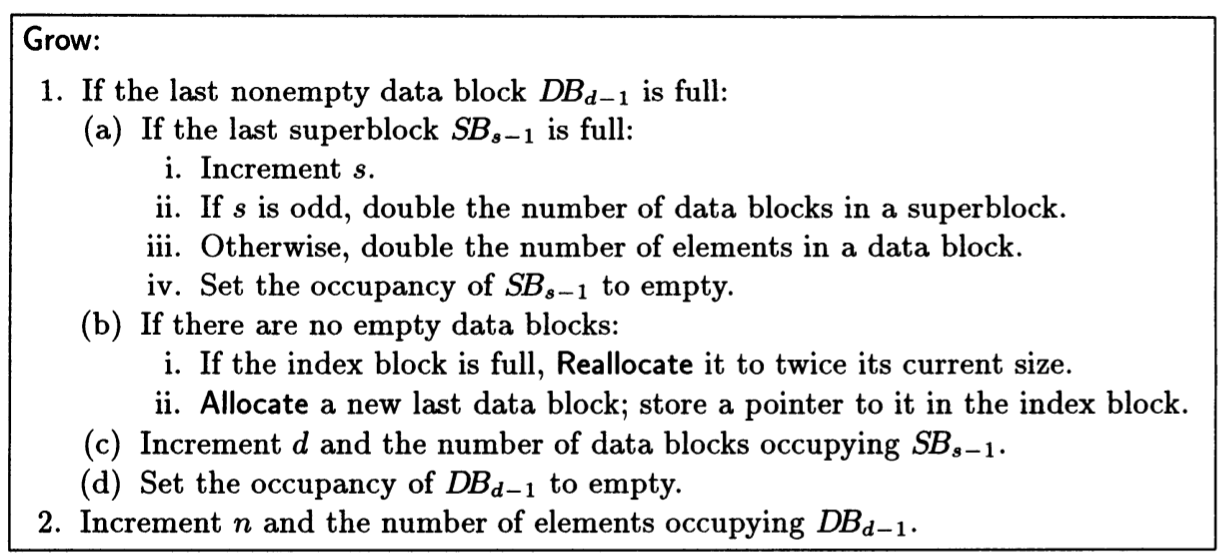 Grow:
1. If the last nonempty data block DB_{d−1} is full:
(a) If the last superblock SB_{s−1} is full:
i. Increment s.
ii. If s is odd, double the number of data blocks in a superblock.
iii. Otherwise, double the number of elements in a data block.
iv. Set the occupancy of SB_{s−1} to empty.
(b) If there are no empty data blocks:
i. If the index block is full, Reallocate it to twice its current size.
ii. Allocate a new last data block; store a pointer to it in the index block.
(c) Increment d and the number of data blocks occupying SB_{s−1}.
(d) Set the occupancy of DB_{d−1} to empty.
2. Increment n and the number of elements occupying DB_{d−1}.